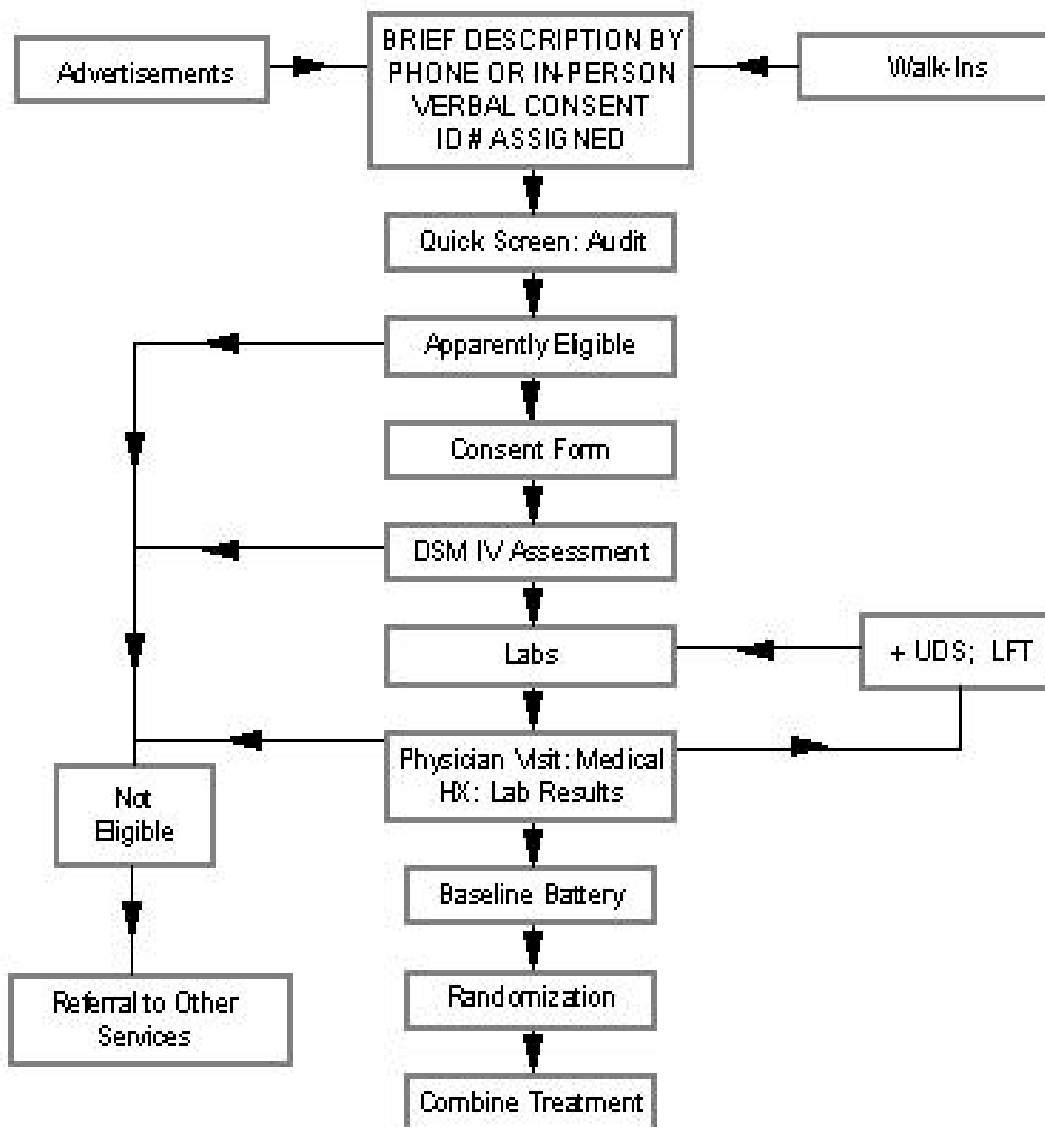 Advertisements
BRIEF DESCRIPTION BY
PHONE OR IN-PERSON
VERBAL CONSENT
ID # ASSIGNED
Walk-Ins
Quick Screen: Audit
Apparently Eligible
Consent Form
DSM IV Assessment
Labs
+ UDS; LFT
Physician Visit: Medical
HX: Lab Results
Not
Eligible
Baseline Battery
Referral to Other
Services
Randomization
Combine Treatment